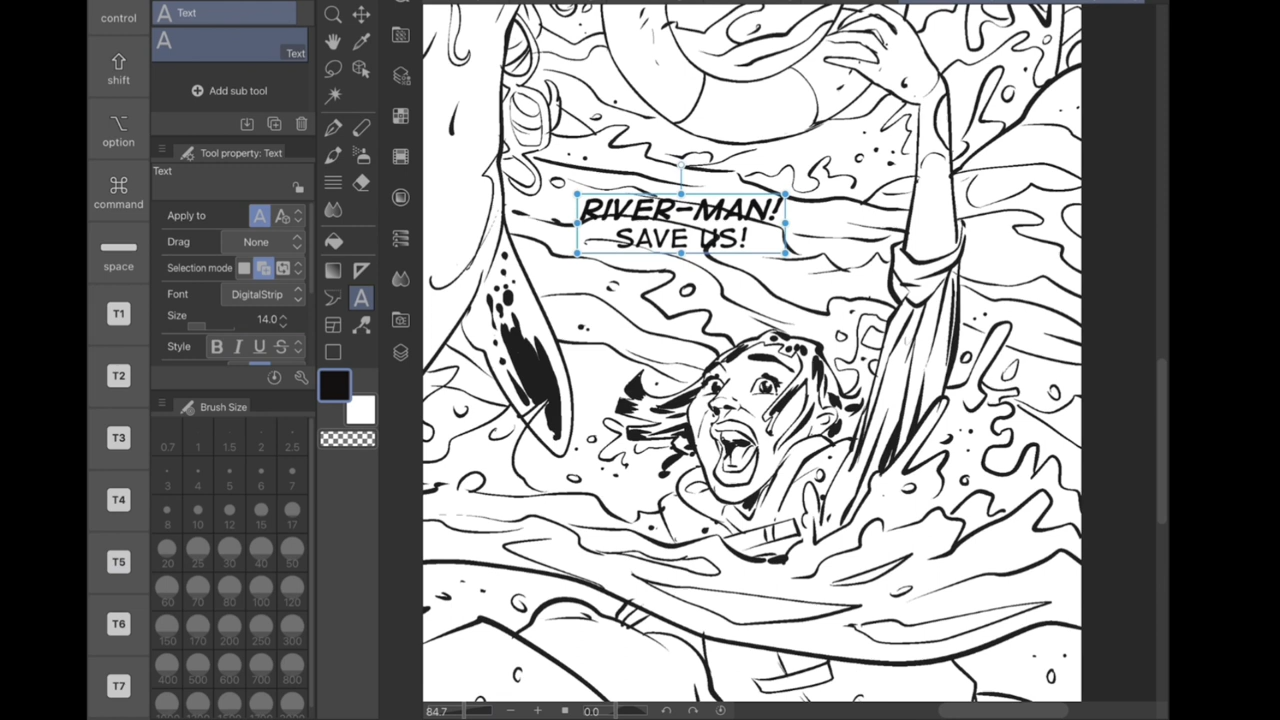 control
shift
option
command
space
T1
T2
T3
T4
T5
T6
T7
Text
Text
Add sub tool
Tool property: Text
Text
Apply to
Drag None
Selection mode
Font DigitalStrip
Size 14.0
Style B I U S
Brush Size
0.7 1 1.5 2 2.5
3 4 5 6 7
8 10 12 15 17
20 25 30 40 50
60 70 80 100 120
150 170 200 250 300
400 500 600 700 800
RIVER-MAN!
SAVE US!
84.7 0.0